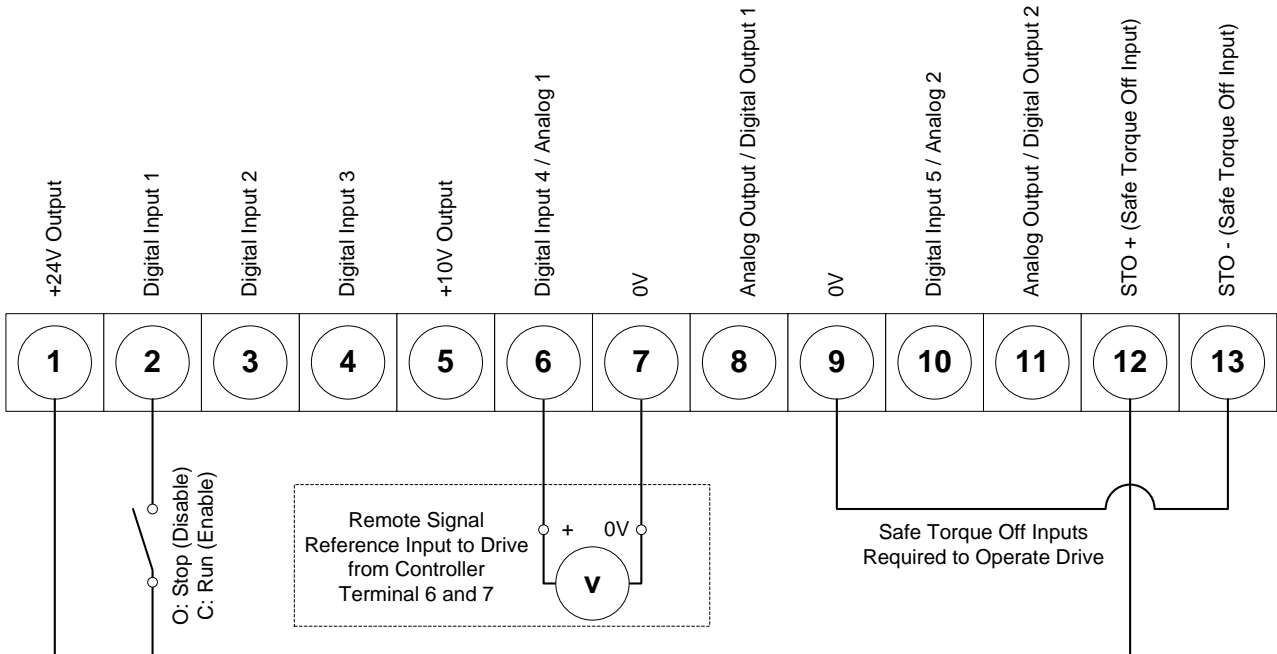 +24V Output
Digital Input 1
Digital Input 2
Digital Input 3
+10V Output
Digital Input 4 / Analog 1
0V
Analog Output / Digital Output 1
0V
Digital Input 5 / Analog 2
Analog Output / Digital Output 2
STO + (Safe Torque Off Input)
STO - (Safe Torque Off Input)
1
2
3
4
5
6
7
8
9
10
11
12
13
O: Stop (Disable)
C: Run (Enable)
Remote Signal
Reference Input to Drive
from Controller
Terminal 6 and 7
+
0V
V
Safe Torque Off Inputs
Required to Operate Drive